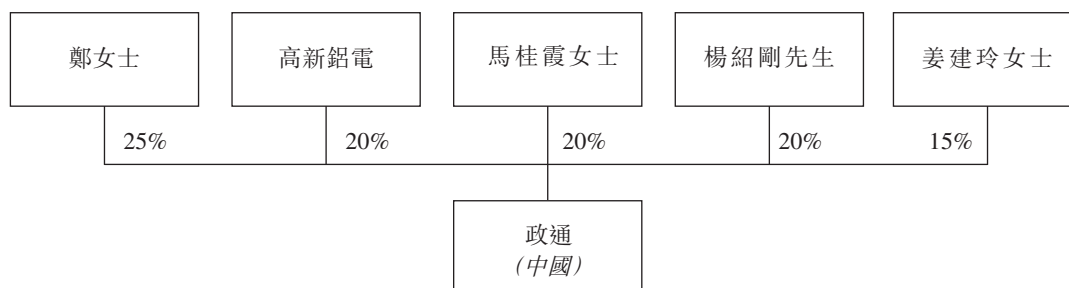 鄭女士
高新鋁電
馬桂霞女士
楊紹剛先生
姜建玲女士
25%
20%
20%
20%
15%
政通
(中國)